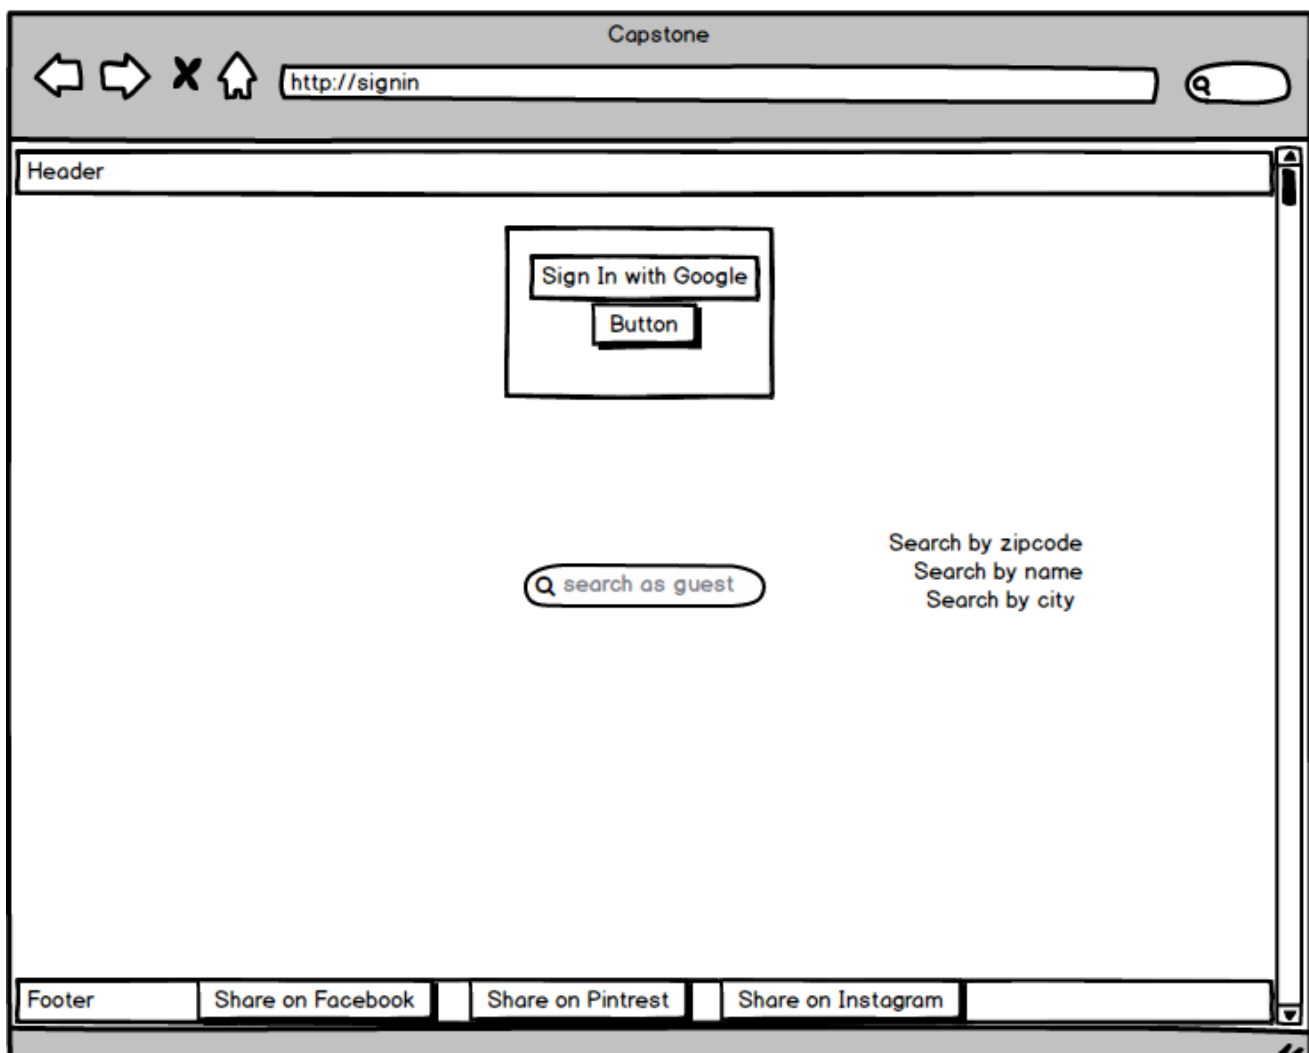 Capstone
http://signin
Header
Sign In with Google
Button
Search by zipcode
search as guest
Search by name
Search by city
Footer
Share on Facebook
Share on Pintrest
Share on Instagram